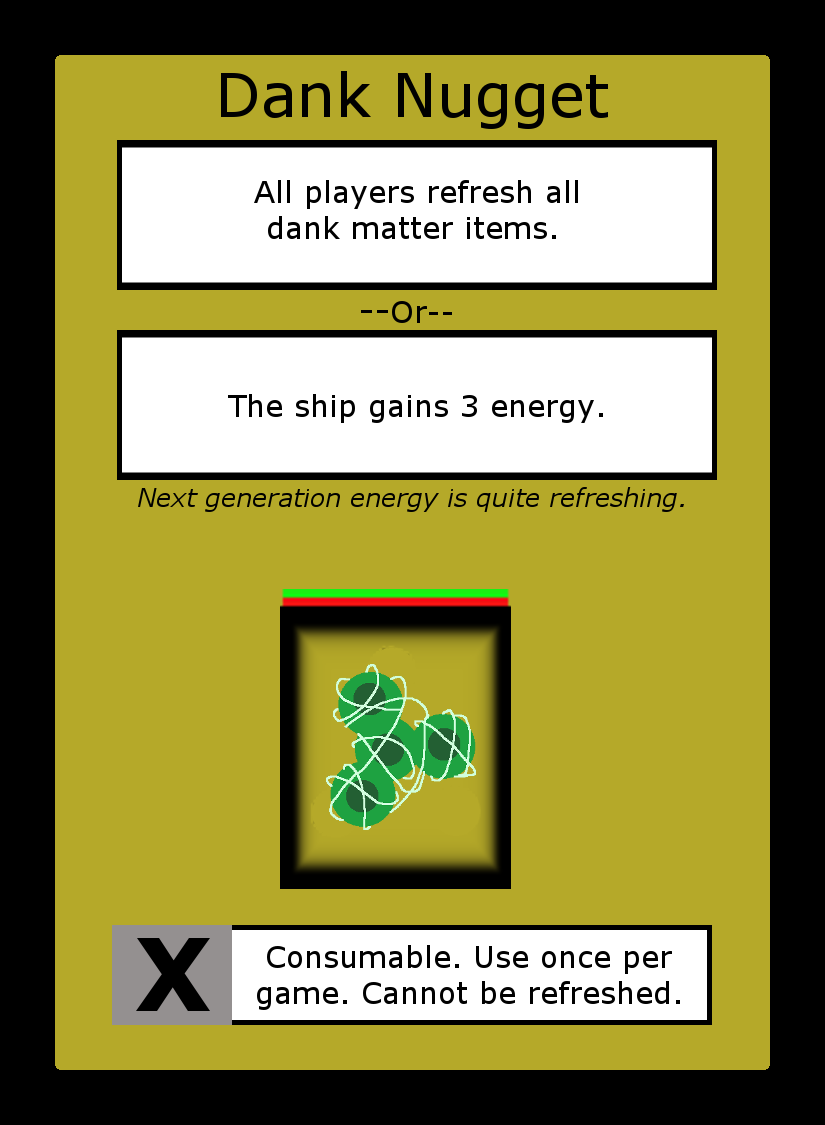 Dank Nugget
All players refresh all
dank matter items.
--Or--
The ship gains 3 energy.
Next generation energy is quite refreshing.
X
Consumable. Use once per
game. Cannot be refreshed.